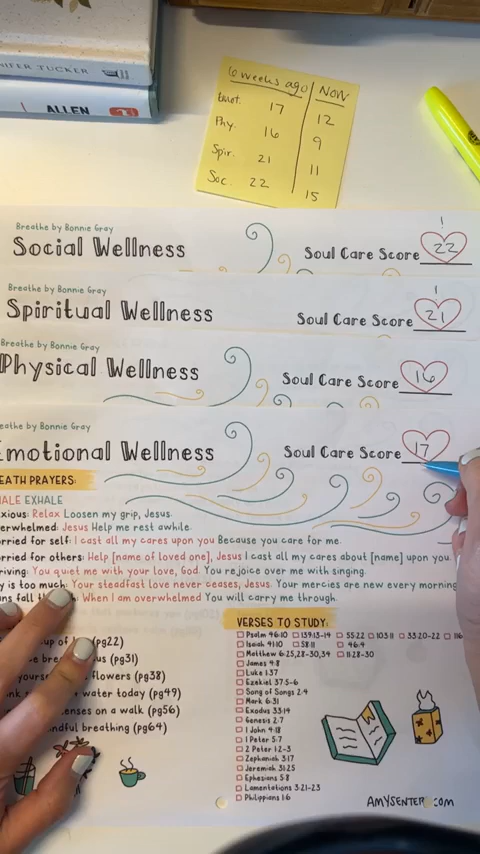 TUCKER
ALLEN
6 weeks ago | NOW
Emot. 17 12
Phy. 16 9
Spir. 21 11
Soc. 22 15
Breathe by Bonnie Gray
Social Wellness
Soul Care Score
! 22
Breathe by Bonnie Gray
Spiritual Wellness
Soul Care Score
! 21
Breathe by Bonnie Gray
Physical Wellness
Soul Care Score
16
by Bonnie Gray
Emotional Wellness
Soul Care Score
17
PRAYERS:
EXHALE
Relax Loosen my grip, Jesus.
Jesus Help me rest awhile.
for self: I cast all my cares upon you Because you care for me.
for others: Help [name of loved one], Jesus I cast all my cares about [name] upon you
You quiet me with your love, God. You rejoice over me with singing.
is too much: Your steadfast love never ceases, Jesus. Your mercies are new every morning
When I am overwhelmed You will carry me through.
VERSES TO STUDY:
Psalm 46:10 139:13-14 55:22 103:11 33:20-22 116
Isaiah 41:10 58:11 46:4
Matthew 6:25,28-30,34 11:28-30
James 4:8
Luke 1:37
Ezekiel 37:5-6
Song of Songs 2:4
Mark 6:31
Exodus 33:14
Genesis 2:7
1 John 4:18
1 Peter 5:7
2 Peter 1:2-3
Zephaniah 3:17
Jeremiah 31:25
Ephesians 5:8
Lamentations 3:21-23
Philippians 1:6
cup of (pg22)
(pg31)
flowers (pg38)
water today (pg49)
on a walk (pg56)
breathing (pg64)
AMYSENTER .COM